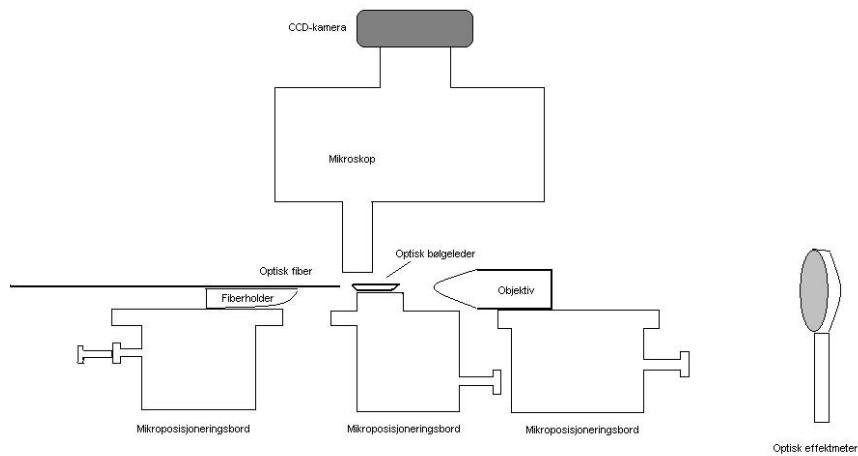 CCD-kamera
Mikroskop
Optisk bølgeleder
Optisk fiber
Fiberholder
Objektiv
Mikroposisjoneringsbord
Mikroposisjoneringsbord
Mikroposisjoneringsbord
Optisk effektmeter